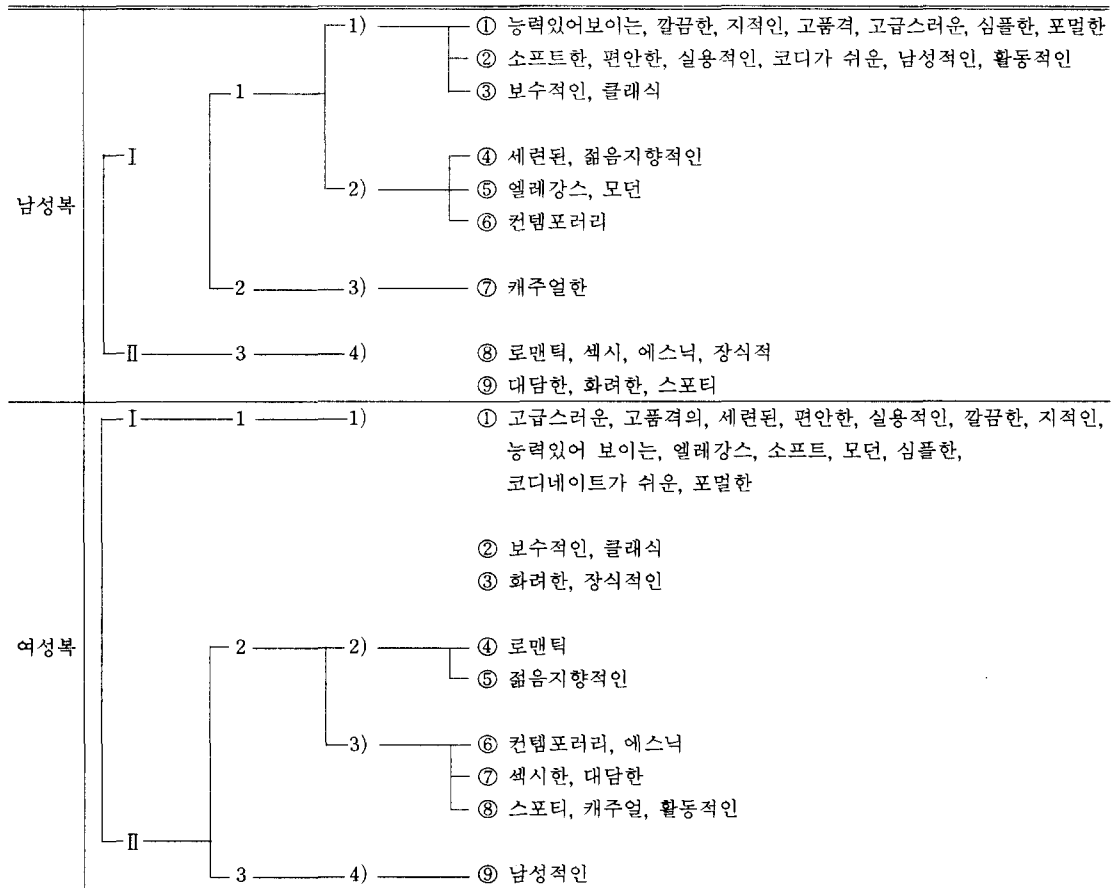 1) ① 능력있어보이는, 깔끔한, 지적인, 고품격, 고급스러운, 심플한, 포멀한
② 소프트한, 편안한, 실용적인, 코디가 쉬운, 남성적인, 활동적인
1 ③ 보수적인, 클래식
I ④ 세련된, 젊음지향적인
남성복 2) ⑤ 엘레강스, 모던
⑥ 컨템포러리
2 3) ⑦ 캐주얼한
Ⅱ 3 4) ⑧ 로맨틱, 섹시, 에스닉, 장식적
⑨ 대담한, 화려한, 스포티
I 1 1) ① 고급스러운, 고품격의, 세련된, 편안한, 실용적인, 깔끔한, 지적인,
능력있어 보이는, 엘레강스, 소프트, 모던, 심플한,
코디네이트가 쉬운, 포멀한
② 보수적인, 클래식
③ 화려한, 장식적인
여성복 2 2) ④ 로맨틱
⑤ 젊음지향적인
3) ⑥ 컨템포러리, 에스닉
⑦ 섹시한, 대담한
⑧ 스포티, 캐주얼, 활동적인
Ⅱ
3 4) ⑨ 남성적인